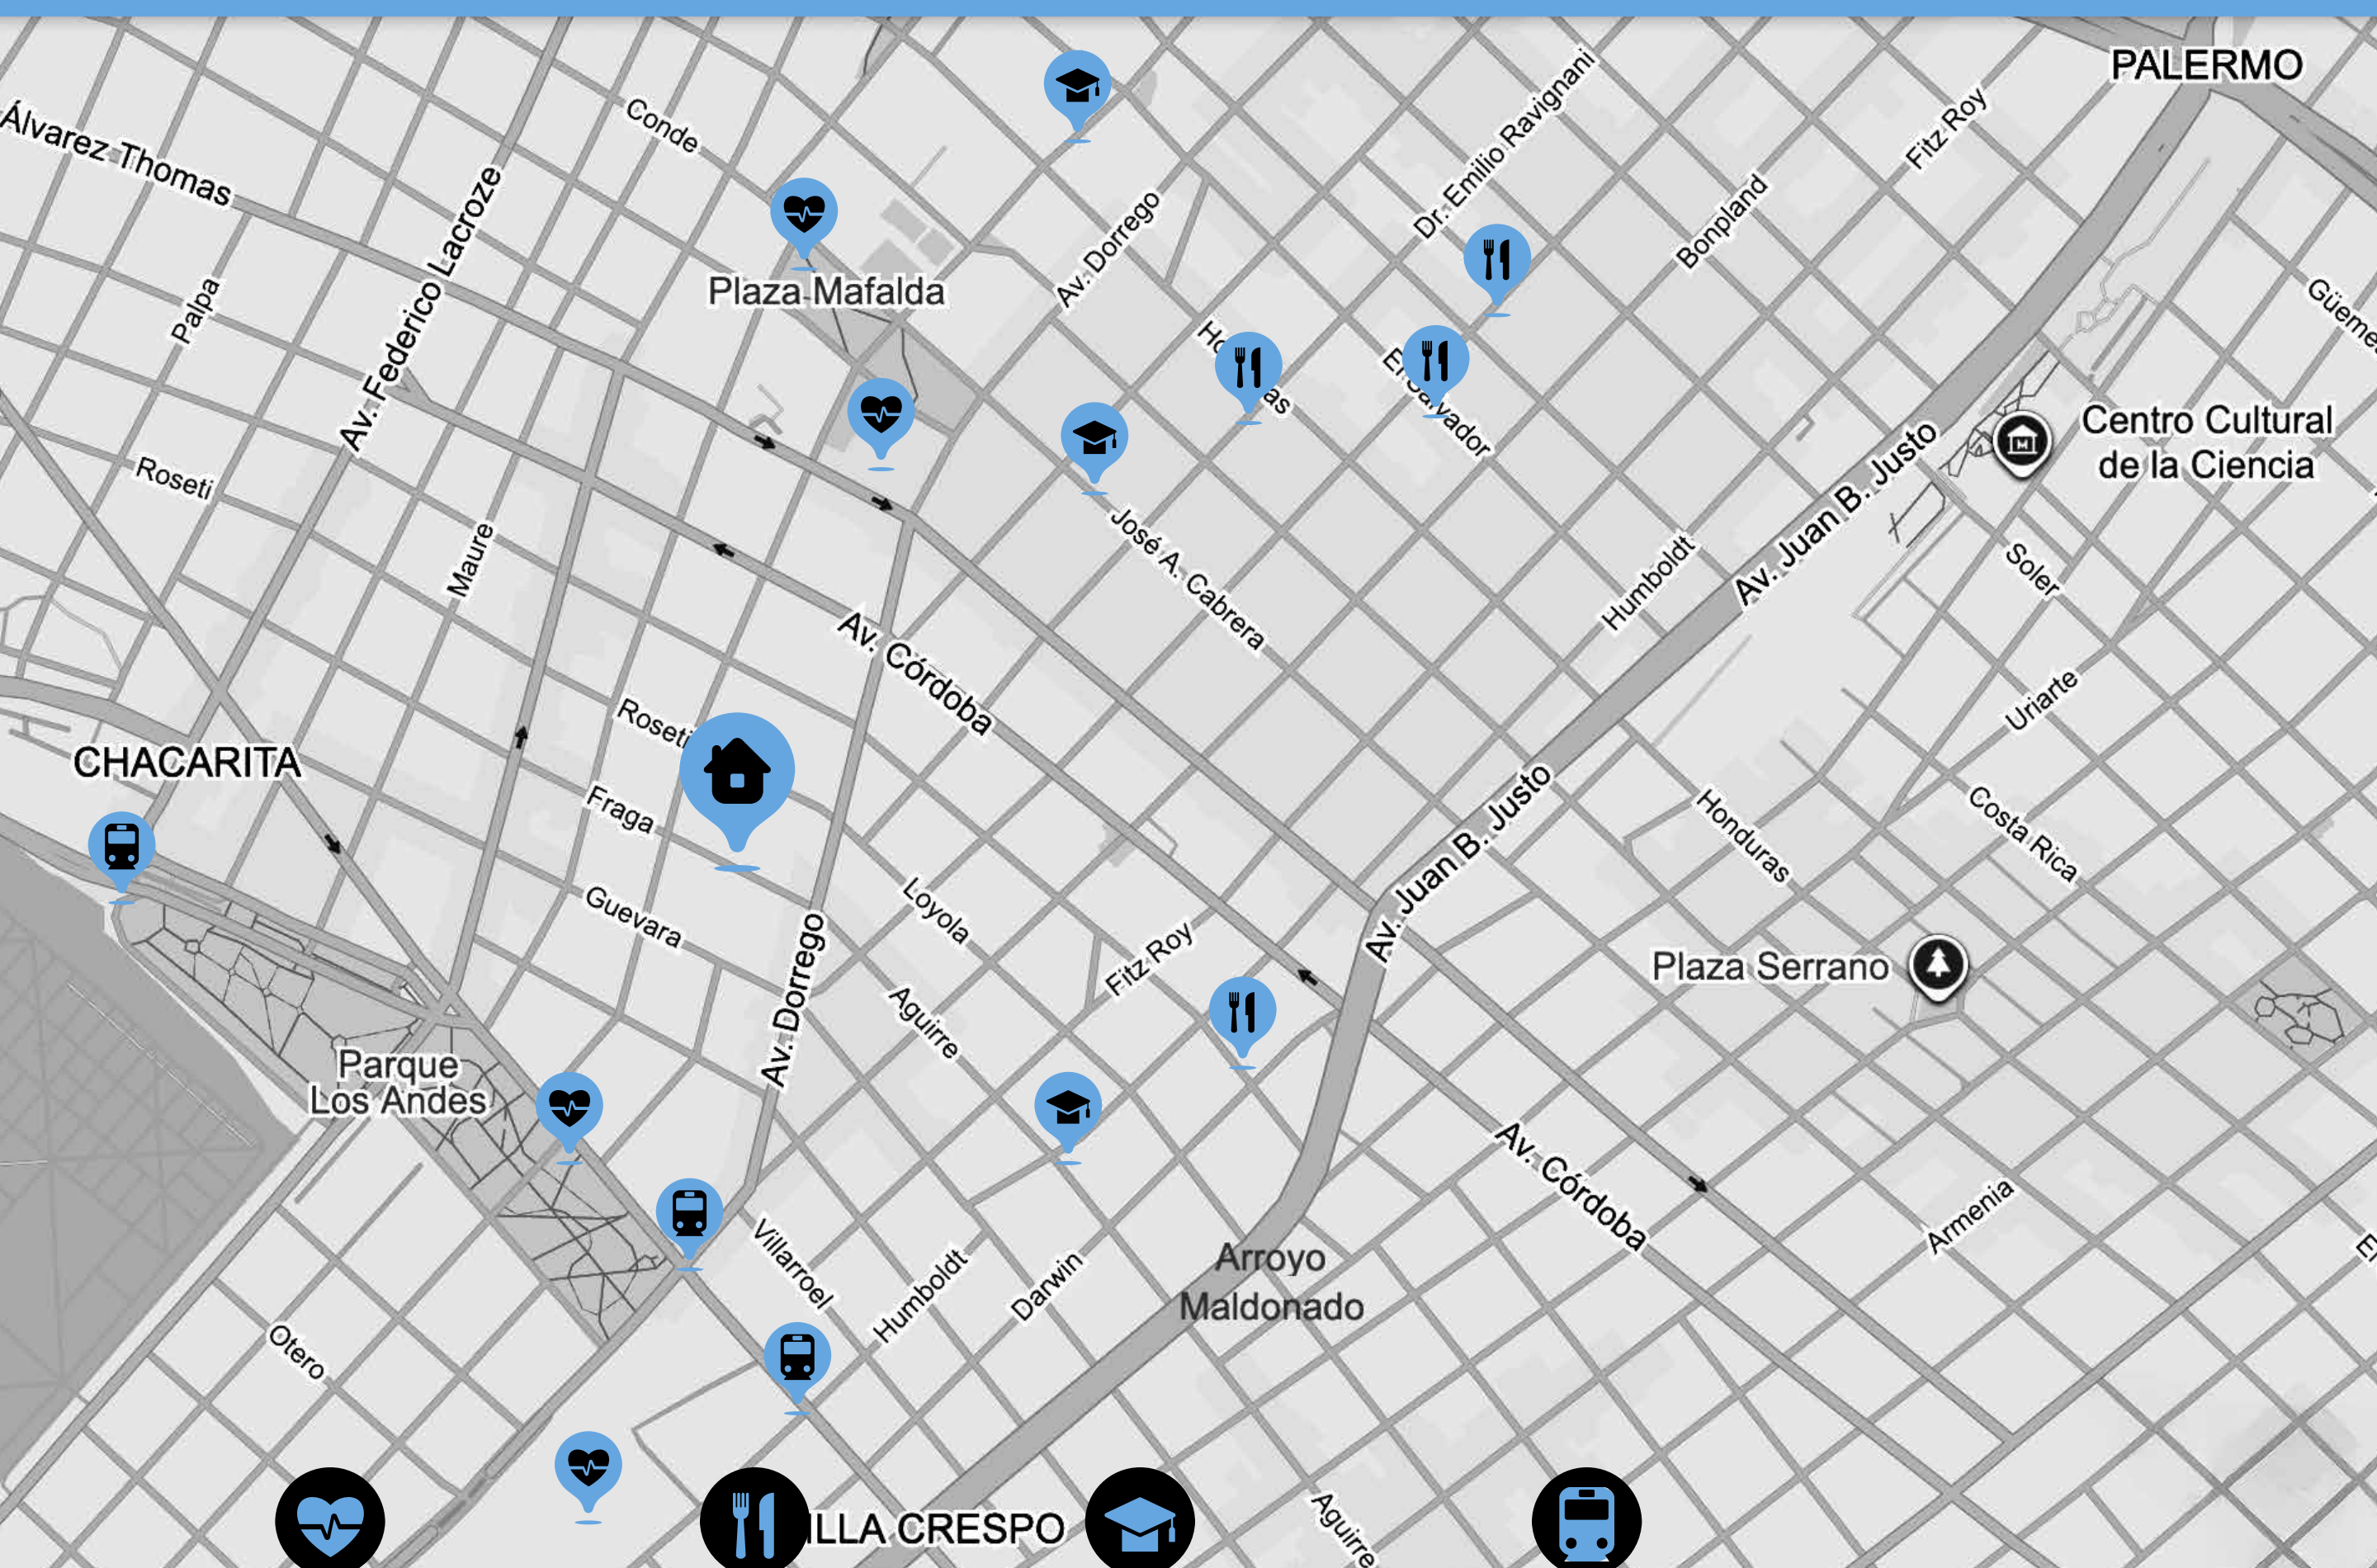 PALERMO
Conde
Dr. Emilio Ravignani
Fitz Roy
Álvarez Thomas
Av. Federico Lacroze
Bonpland
Av. Dorrego
Palpa
Plaza Mafalda
Centro Cultural
de la Ciencia
Av. Juan B. Justo
Roseti
Maure
José A. Cabrera
Humboldt
Soler
Av. Córdoba
Uriarte
Roseti
CHACARITA
Fraga
Av. Juan B. Justo
Honduras
Costa Rica
Guevara
Loyola
Av. Dorrego
Fitz Roy
Plaza Serrano
Aguirre
Parque
Los Andes
Av. Córdoba
Armenia
Villarroel
Humboldt
Darwin
Arroyo
Maldonado
Otero
ILLA CRESPO
Aguirre